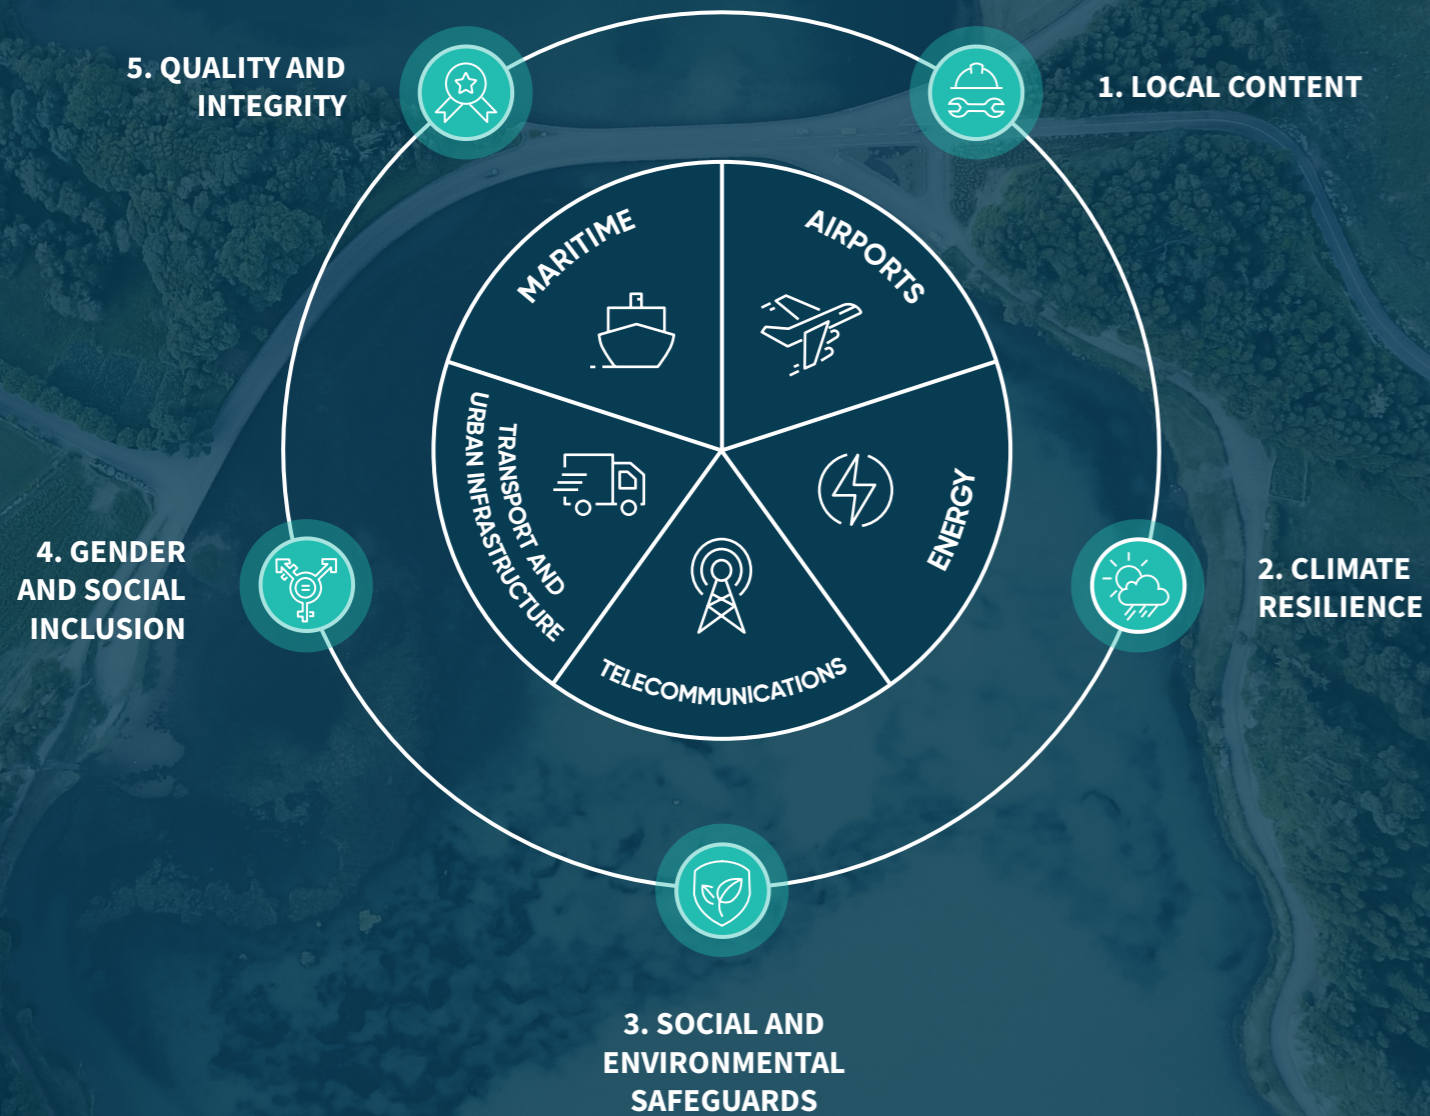 5. QUALITY AND
INTEGRITY
1. LOCAL CONTENT
MARITIME
AIRPORTS
TRANSPORT AND
URBAN INFRASTRUCTURE
ENERGY
TELECOMMUNICATIONS
4. GENDER
AND SOCIAL
INCLUSION
2. CLIMATE
RESILIENCE
3. SOCIAL AND
ENVIRONMENTAL
SAFEGUARDS